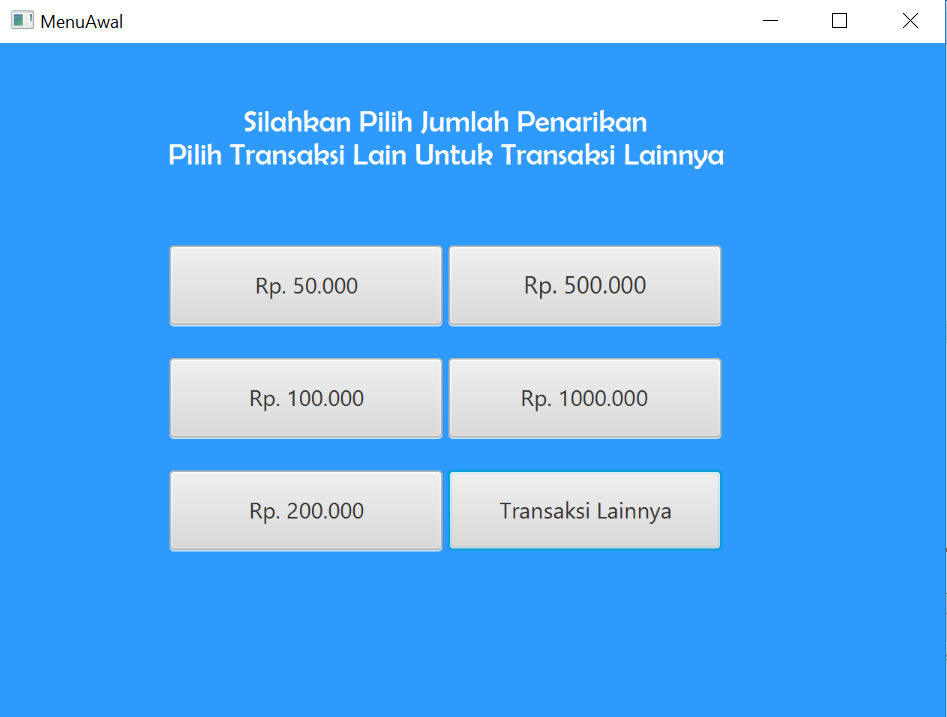 MenuAwal
Silahkan Pilih Jumlah Penarikan
Pilih Transaksi Lain Untuk Transaksi Lainnya
Rp. 50.000
Rp. 500.000
Rp. 100.000
Rp. 1000.000
Rp. 200.000
Transaksi Lainnya